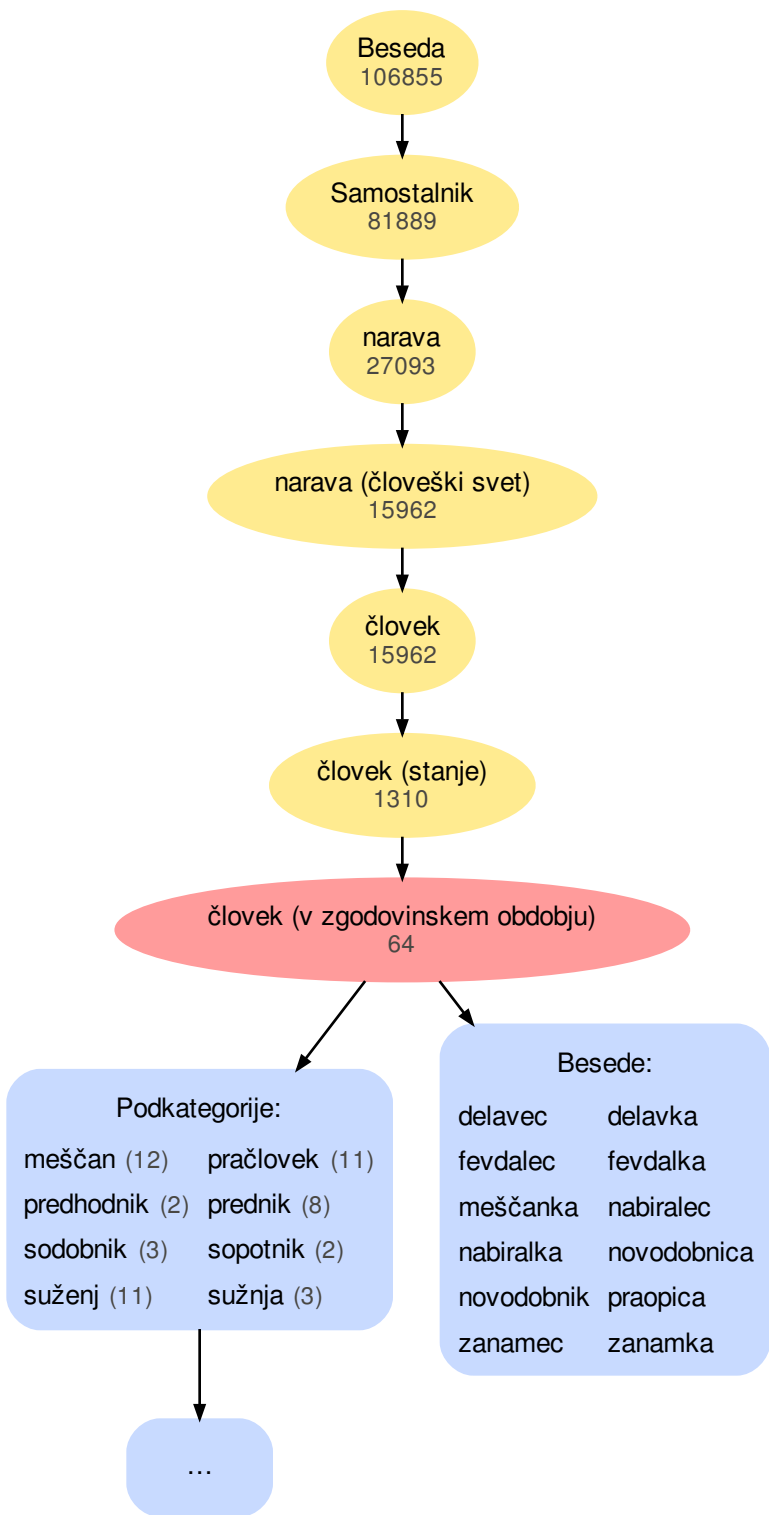 Beseda
106855
Samostalnik
81889
narava
27093
narava (človeški svet)
15962
človek
15962
človek (stanje)
1310
človek (v zgodovinskem obdobju)
64
Podkategorije:
meščan (12) pračlovek (11)
predhodnik (2) prednik (8)
sodobnik (3) sopotnik (2)
suženj (11) sužnja (3)
...
Besede:
delavec delavka
fevdalec fevdalka
meščanka nabiralec
nabiralka novodobnica
novodobnik praopica
zanamec zanamka